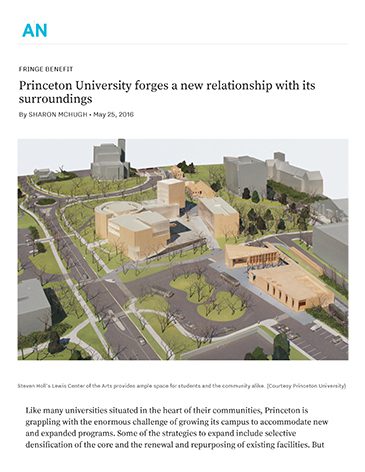 AN
FRINGE BENEFIT
Princeton University forges a new relationship with its
surroundings
By SHARON MCHUGH • May 25, 2016
Steven Holl's Lewis Center of the Arts provides ample space for students and the community alike. (Courtesy Princeton University)
Like many universities situated in the heart of their communities, Princeton is
grappling with the enormous challenge of growing its campus to accommodate new
and expanded programs. Some of the strategies to expand include selective
densification of the core and the renewal and repurposing of existing facilities. But